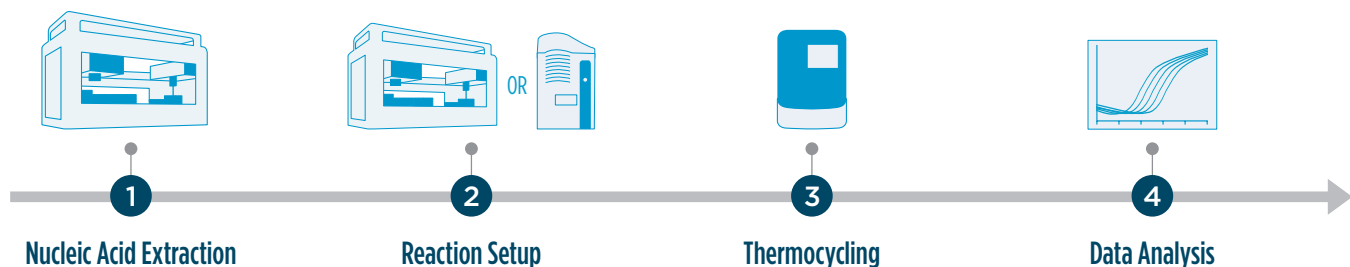 OR
1
2
3
4
Nucleic Acid Extraction
Reaction Setup
Thermocycling
Data Analysis